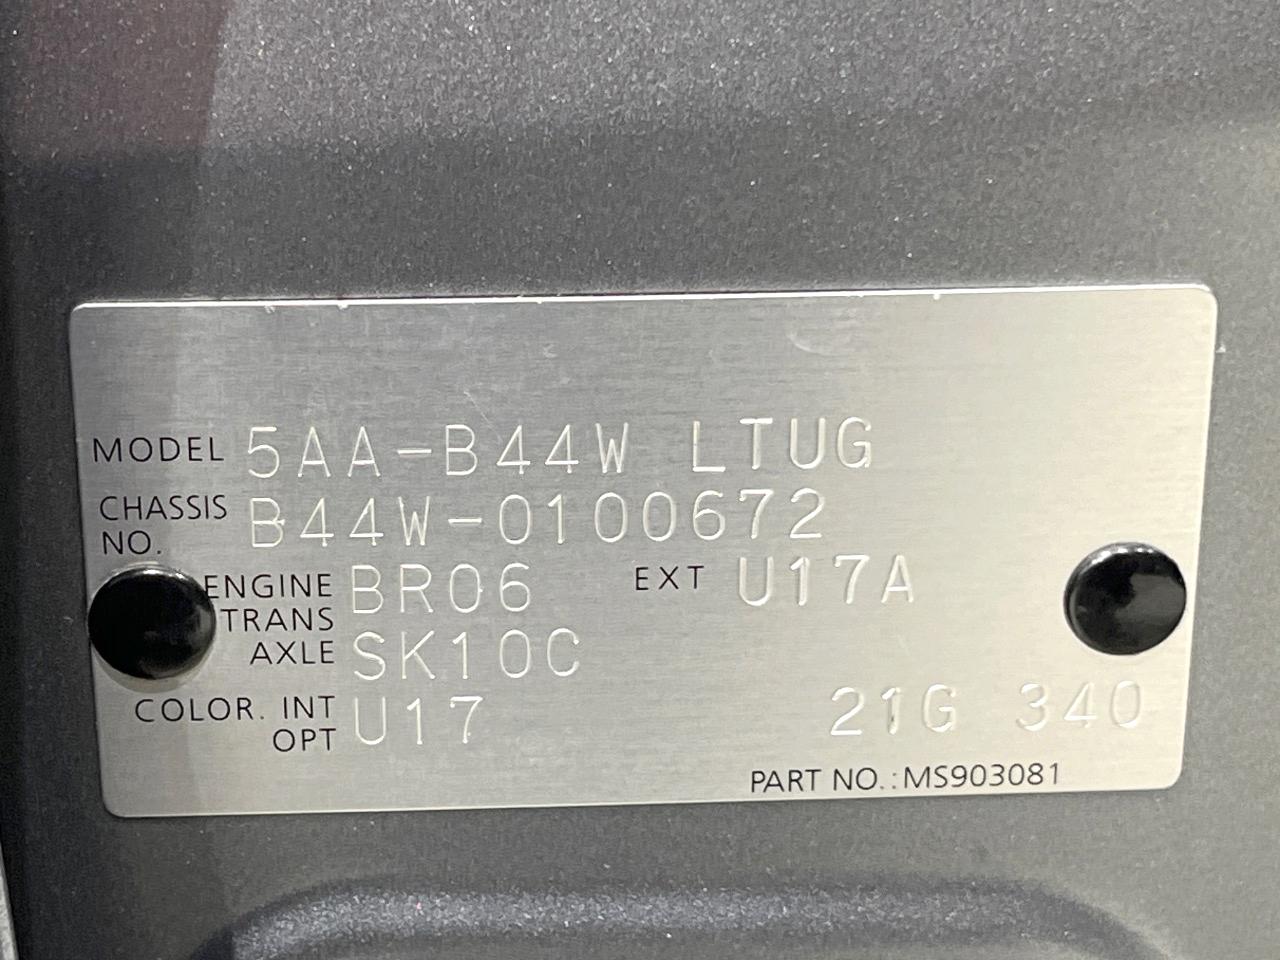 MODEL 5AA-B44W LTUG
CHASSIS NO. B44W-0100672
ENGINE BR06 EXT U17A
TRANS AXLE SK10C
COLOR. INT OPT U17 21G 340
PART NO.:MS903081